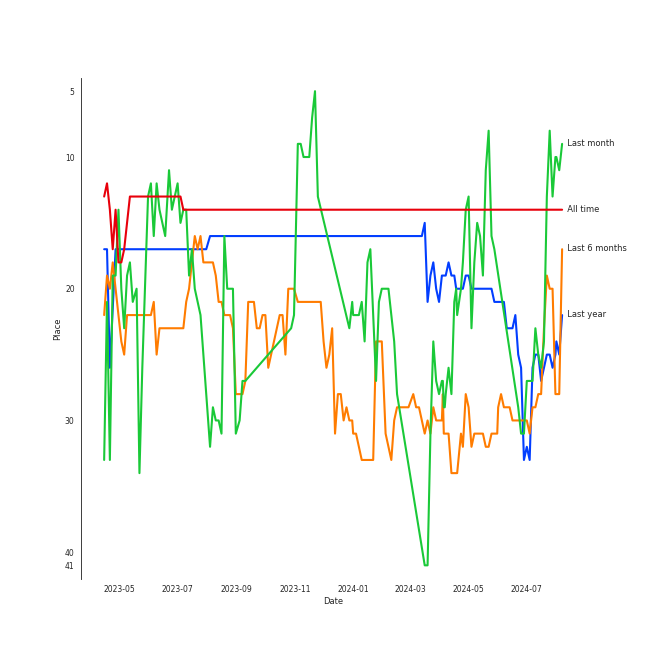 5
10
20
30
40
41
Place
2023-05
2023-07
2023-09
2023-11
2024-01
2024-03
2024-05
2024-07
Date
Last month
All time
Last 6 months
Last year